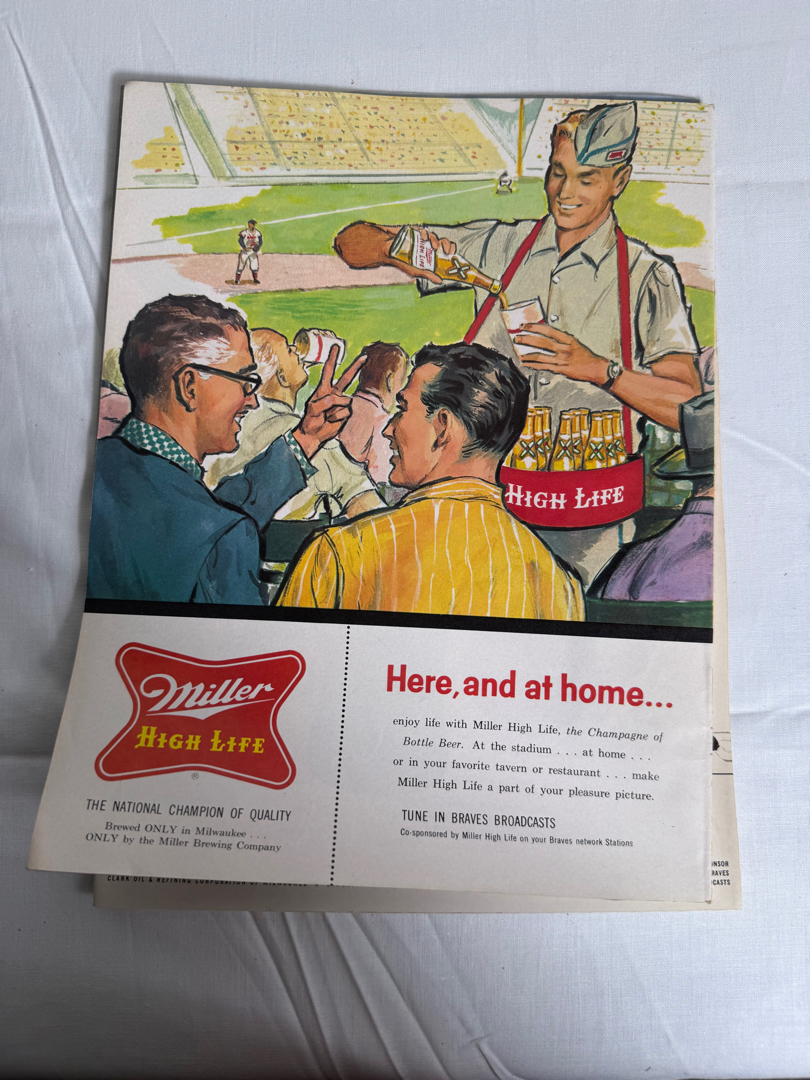 Miller
HIGH LIFE
HIGH LIFE
Miller
HIGH LIFE
®
THE NATIONAL CHAMPION OF QUALITY
Brewed ONLY in Milwaukee . . .
ONLY by the Miller Brewing Company
Here, and at home...
enjoy life with Miller High Life, the Champagne of
Bottle Beer. At the stadium . . . at home . . .
or in your favorite tavern or restaurant . . . make
Miller High Life a part of your pleasure picture.
TUNE IN BRAVES BROADCASTS
Co-sponsored by Miller High Life on your Braves network Stations
NSOR
RAVES
CASTS
CLARK OIL & REFINING CORPORATION